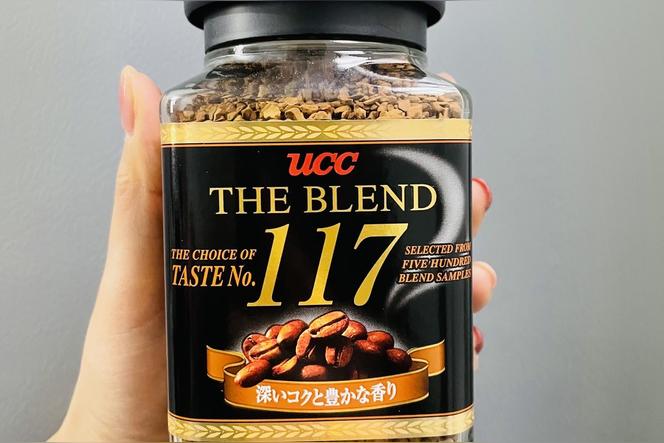 UCC
THE BLEND
THE CHOICE OF
TASTE No.
117
SELECTED FROM
FIVE HUNDRED
BLEND SAMPLES
深いコクと豊かな香り